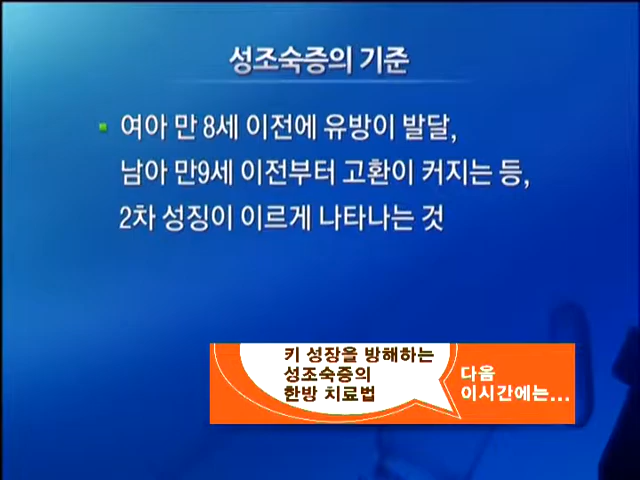 성조숙증의 기준
여아 만 8세 이전에 유방이 발달,
남아 만9세 이전부터 고환이 커지는 등,
2차 성징이 이르게 나타나는 것
키 성장을 방해하는
성조숙증의
한방 치료법
다음
이시간에는...